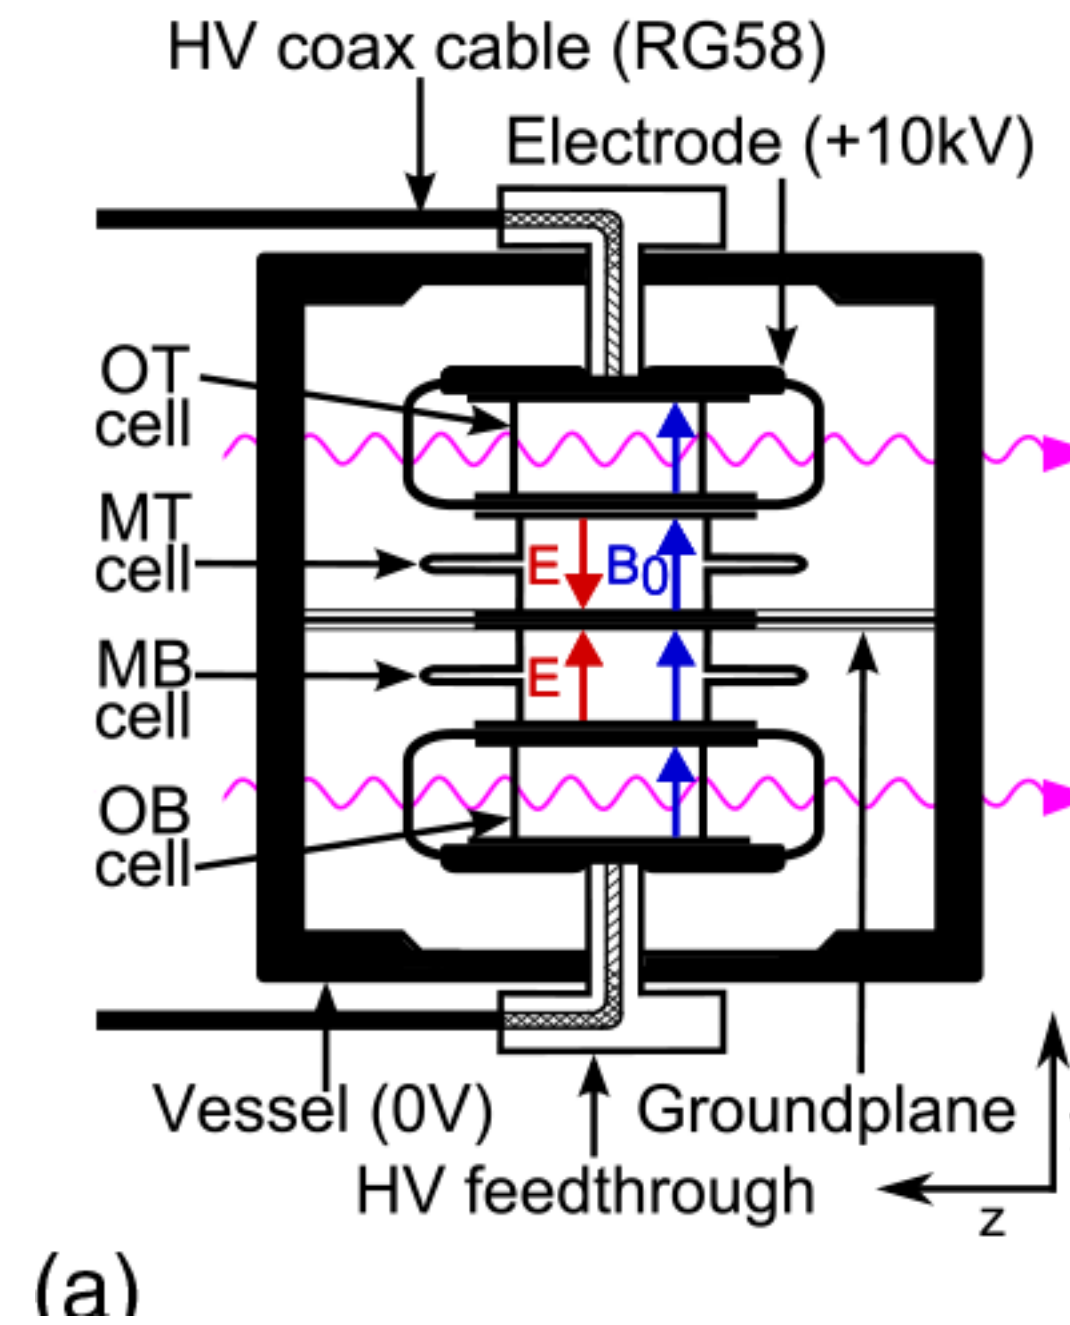 HV coax cable (RG58)
Electrode (+10kV)
OT
cell
MT
cell
E
B0
MB
cell
E
OB
cell
Vessel (0V)
Groundplane
HV feedthrough
z
(a)